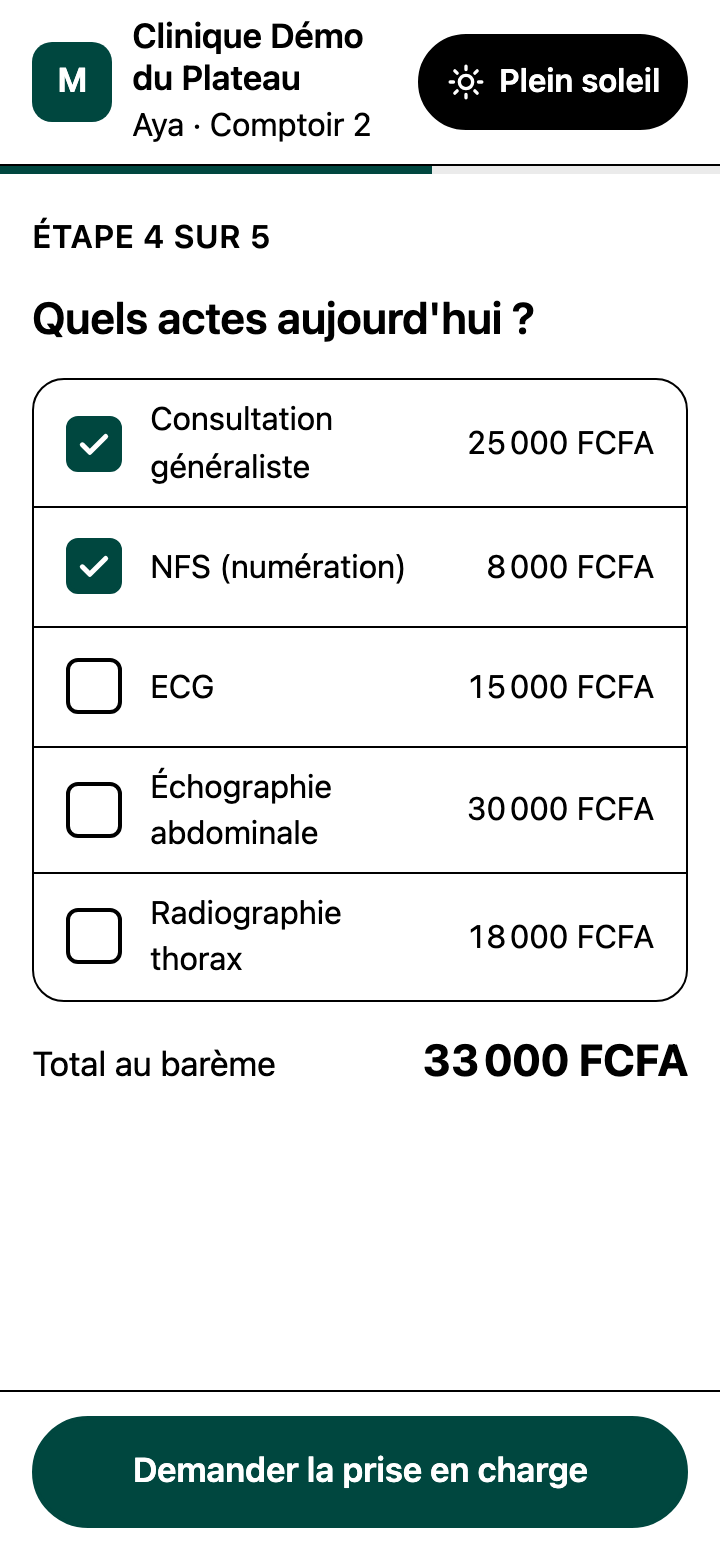 M
Clinique Démo
du Plateau
Aya · Comptoir 2
Plein soleil
ÉTAPE 4 SUR 5
Quels actes aujourd'hui ?
Consultation
généraliste
25 000 FCFA
NFS (numération)
8 000 FCFA
ECG
15 000 FCFA
Échographie
abdominale
30 000 FCFA
Radiographie
thorax
18 000 FCFA
Total au barème
33 000 FCFA
Demander la prise en charge